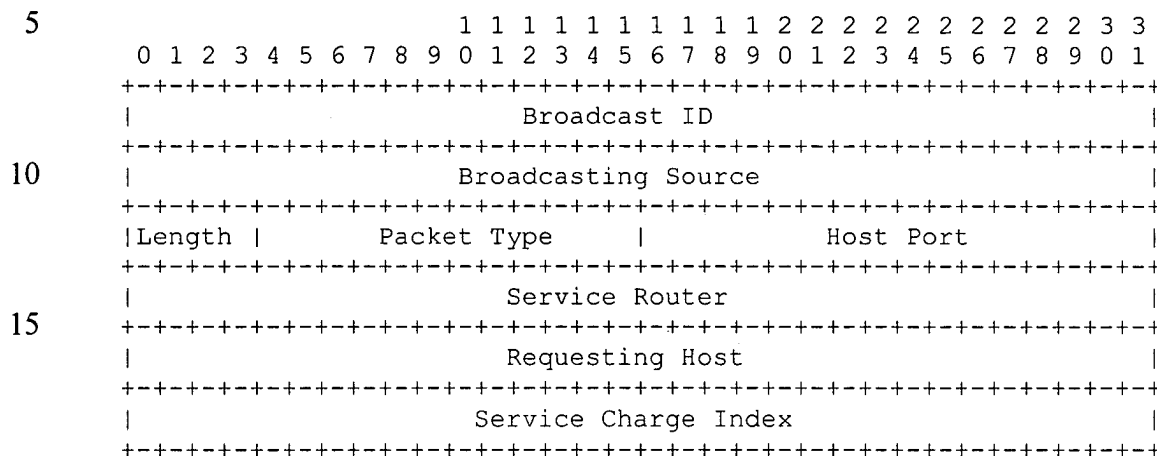 5 1 1 1 1 1 1 1 1 1 1 2 2 2 2 2 2 2 2 2 2 3 3
0 1 2 3 4 5 6 7 8 9 0 1 2 3 4 5 6 7 8 9 0 1 2 3 4 5 6 7 8 9 0 1
+-+-+-+-+-+-+-+-+-+-+-+-+-+-+-+-+-+-+-+-+-+-+-+-+-+-+-+-+-+-+-+-+
| Broadcast ID |
+-+-+-+-+-+-+-+-+-+-+-+-+-+-+-+-+-+-+-+-+-+-+-+-+-+-+-+-+-+-+-+-+
10 | Broadcasting Source |
+-+-+-+-+-+-+-+-+-+-+-+-+-+-+-+-+-+-+-+-+-+-+-+-+-+-+-+-+-+-+-+-+
|Length | Packet Type | Host Port |
+-+-+-+-+-+-+-+-+-+-+-+-+-+-+-+-+-+-+-+-+-+-+-+-+-+-+-+-+-+-+-+-+
| Service Router |
15 +-+-+-+-+-+-+-+-+-+-+-+-+-+-+-+-+-+-+-+-+-+-+-+-+-+-+-+-+-+-+-+-+
| Requesting Host |
+-+-+-+-+-+-+-+-+-+-+-+-+-+-+-+-+-+-+-+-+-+-+-+-+-+-+-+-+-+-+-+-+
| Service Charge Index |
+-+-+-+-+-+-+-+-+-+-+-+-+-+-+-+-+-+-+-+-+-+-+-+-+-+-+-+-+-+-+-+-+